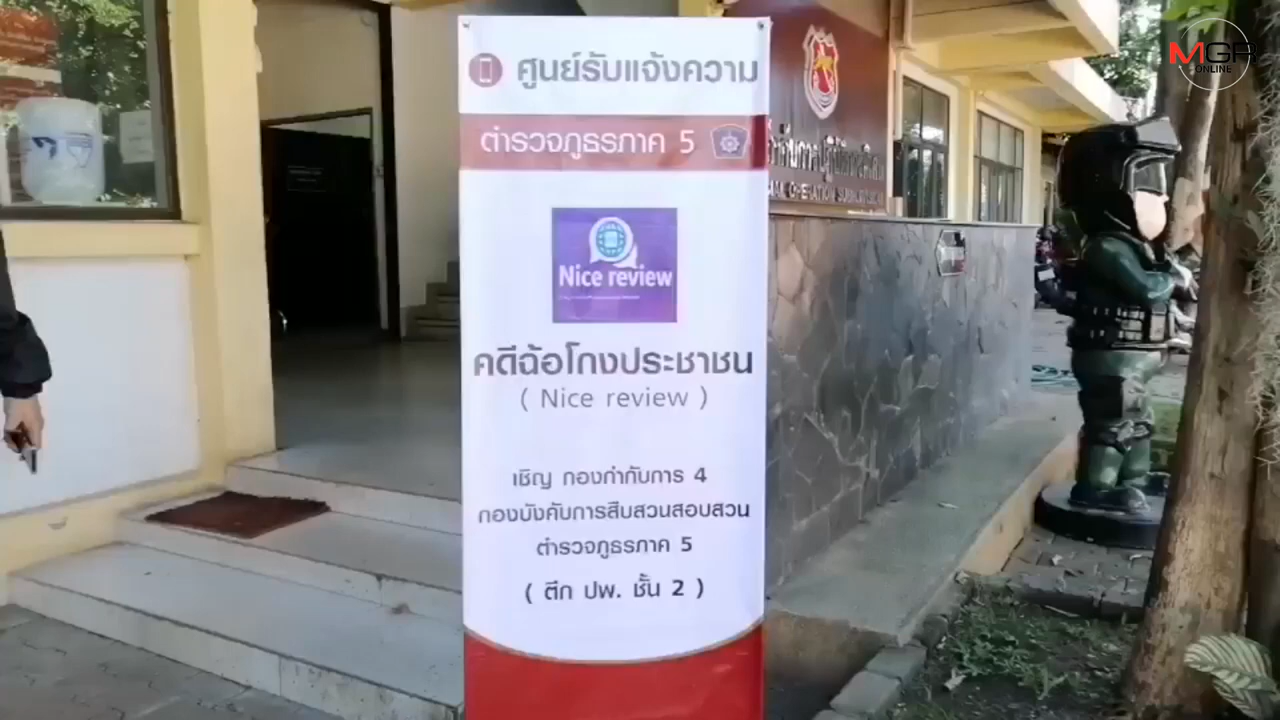 MGR
ONLINE
ศูนย์รับแจ้งความ
ตำรวจภูธรภาค 5
Nice review
คดีฉ้อโกงประชาชน
( Nice review )
เชิญ กองกำกับการ 4
กองบังคับการสืบสวนสอบสวน
ตำรวจภูธรภาค 5
( ตึก ปพ. ชั้น 2 )